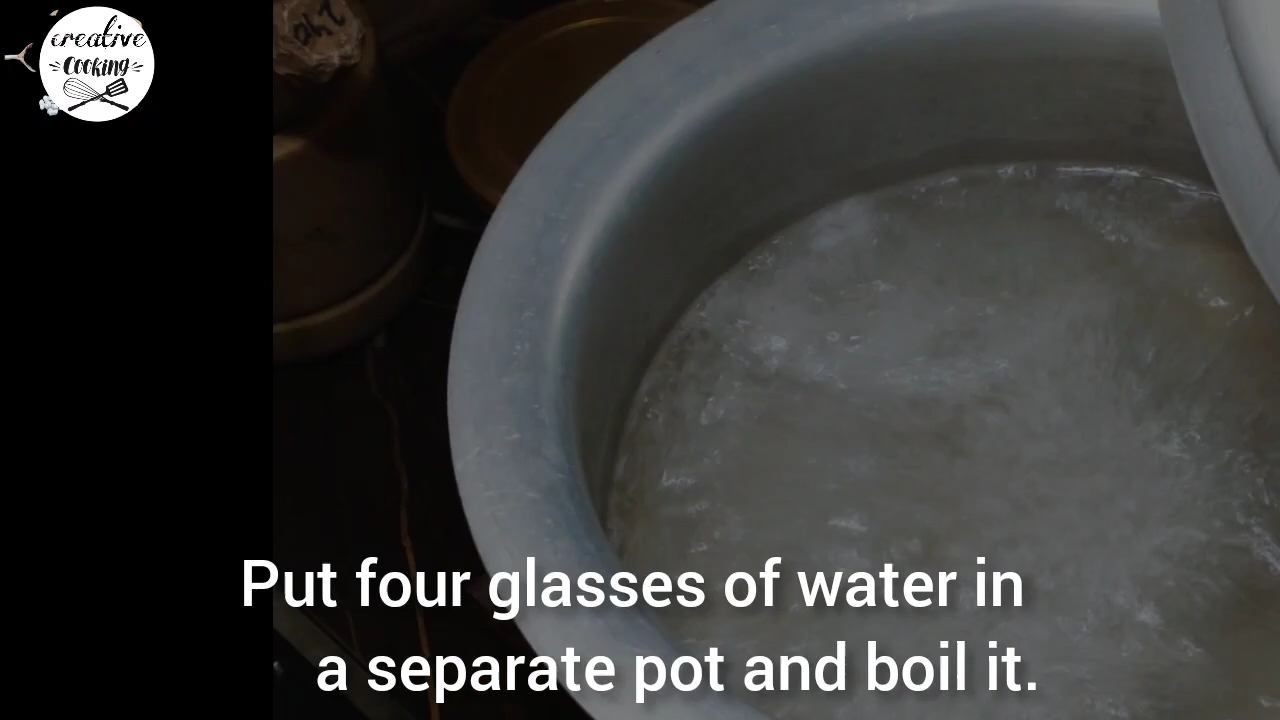 creative
Cooking
Put four glasses of water in
a separate pot and boil it.